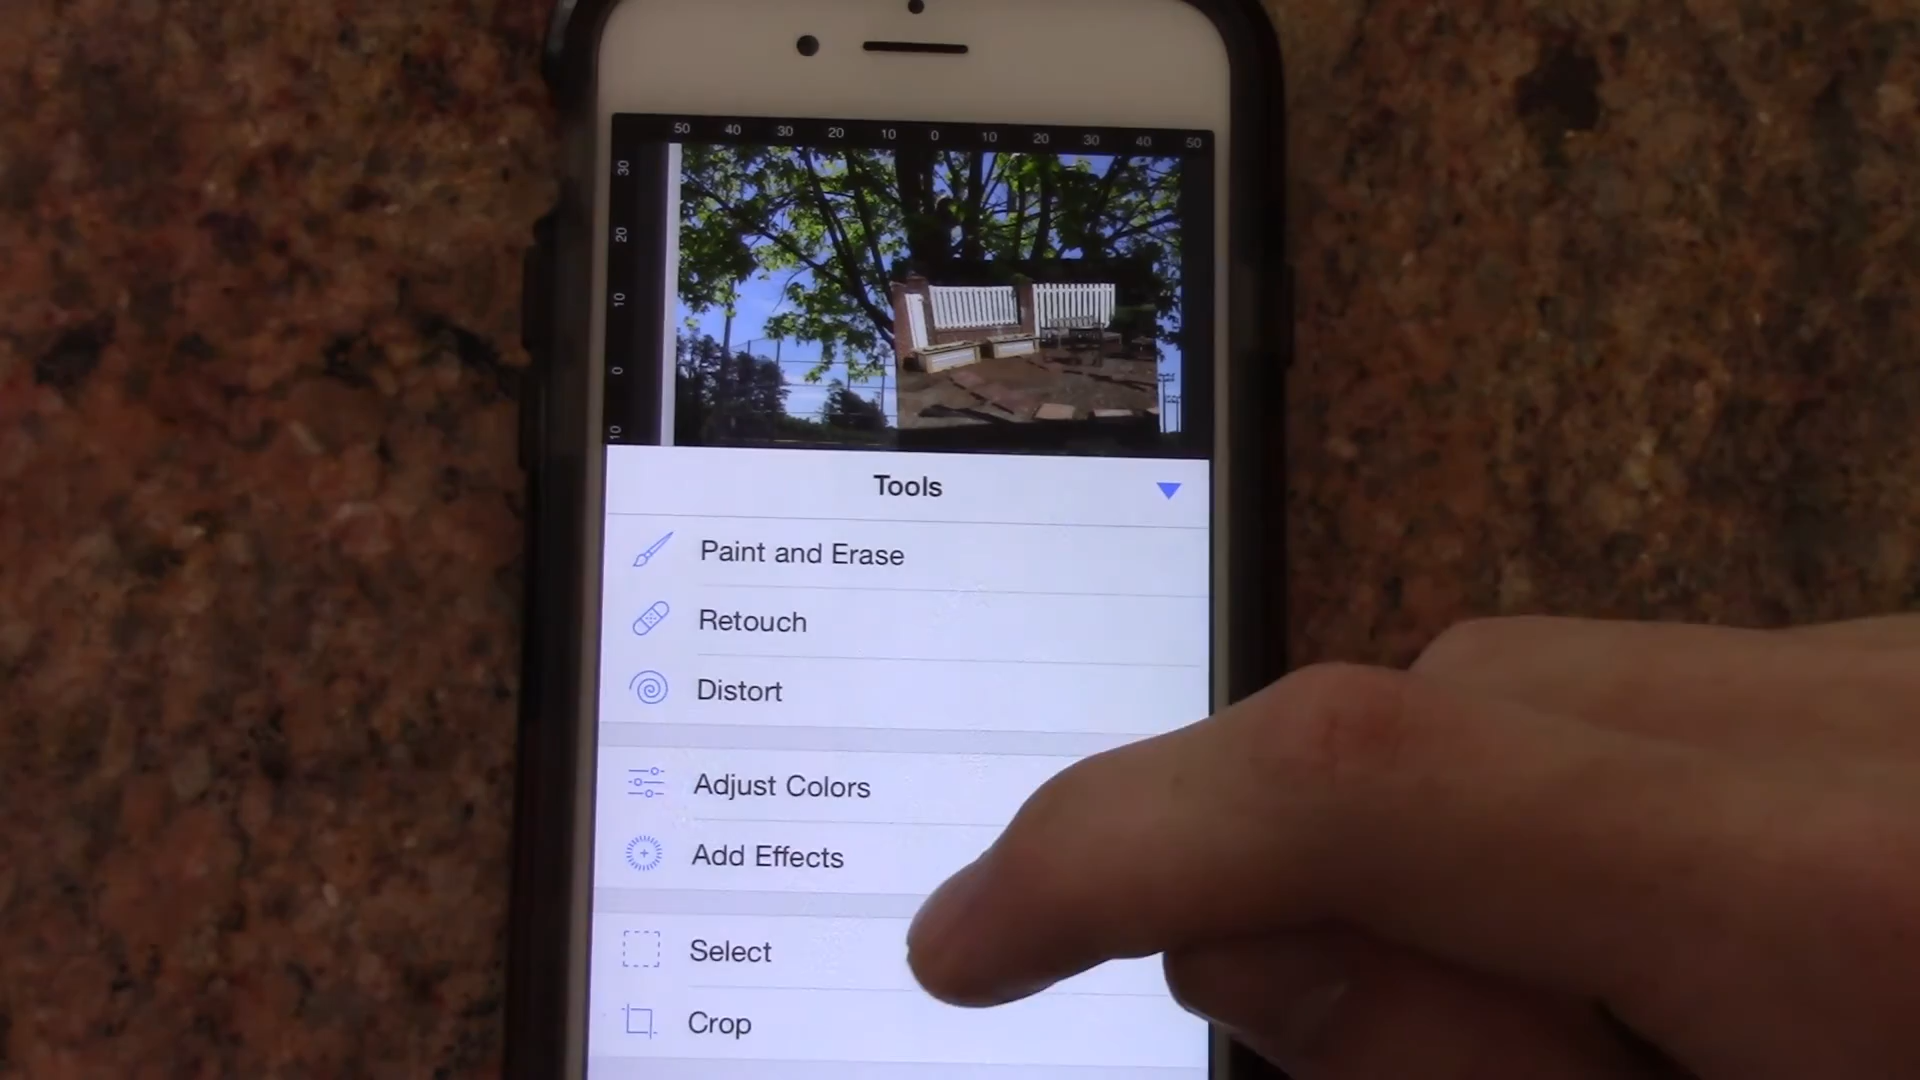 50 40 30 20 10 0 10 20 30 40 50
30
20
10
0
10
Tools
Paint and Erase
Retouch
Distort
Adjust Colors
Add Effects
Select
Crop